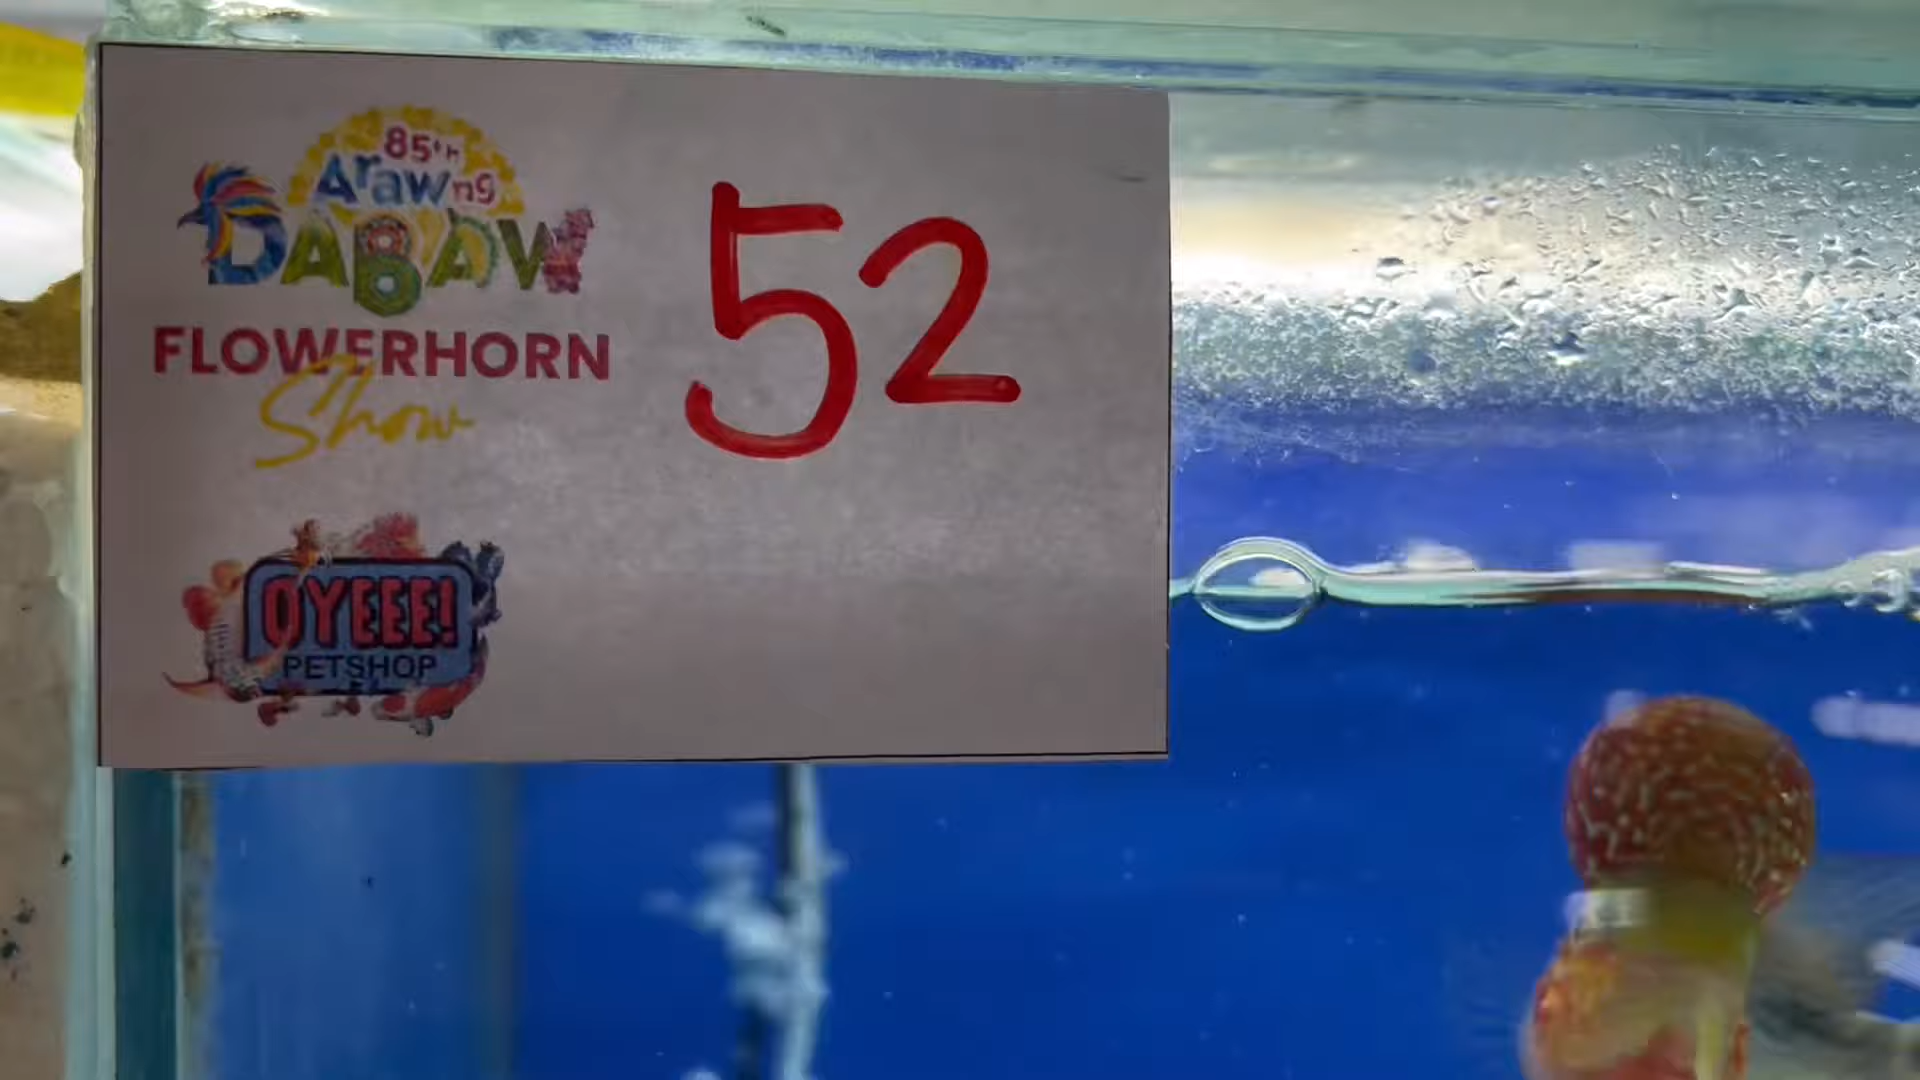 85th
Araw ng
DABAW
FLOWERHORN
Show
52
OYEEE!
PETSHOP